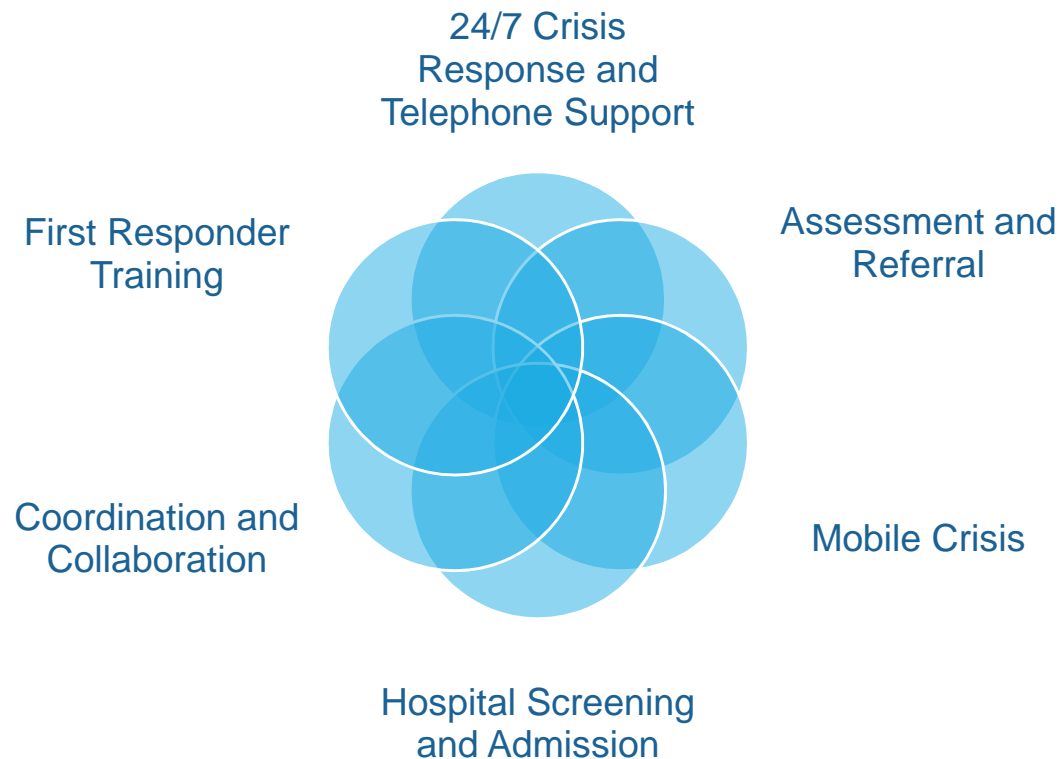 24/7 Crisis
Response and
Telephone Support
Assessment and
Referral
Mobile Crisis
Hospital Screening
and Admission
Coordination and
Collaboration
First Responder
Training